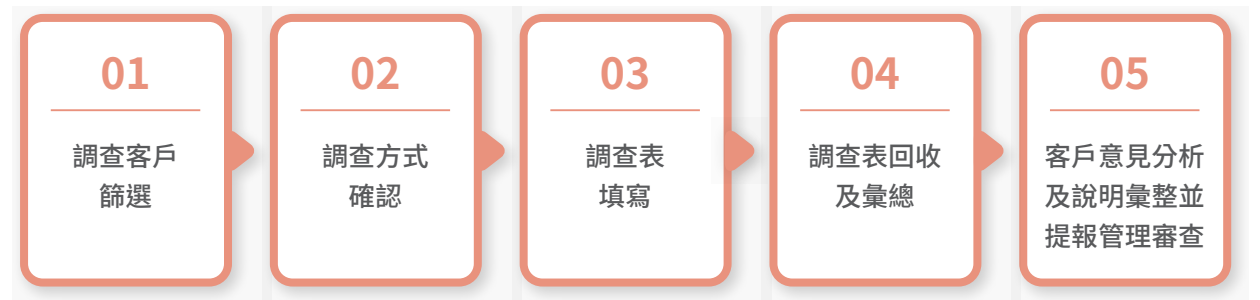 01
調查客戶
篩選
02
調查方式
確認
03
調查表
填寫
04
調查表回收
及彙總
05
客戶意見分析
及說明彙整並
提報管理審查